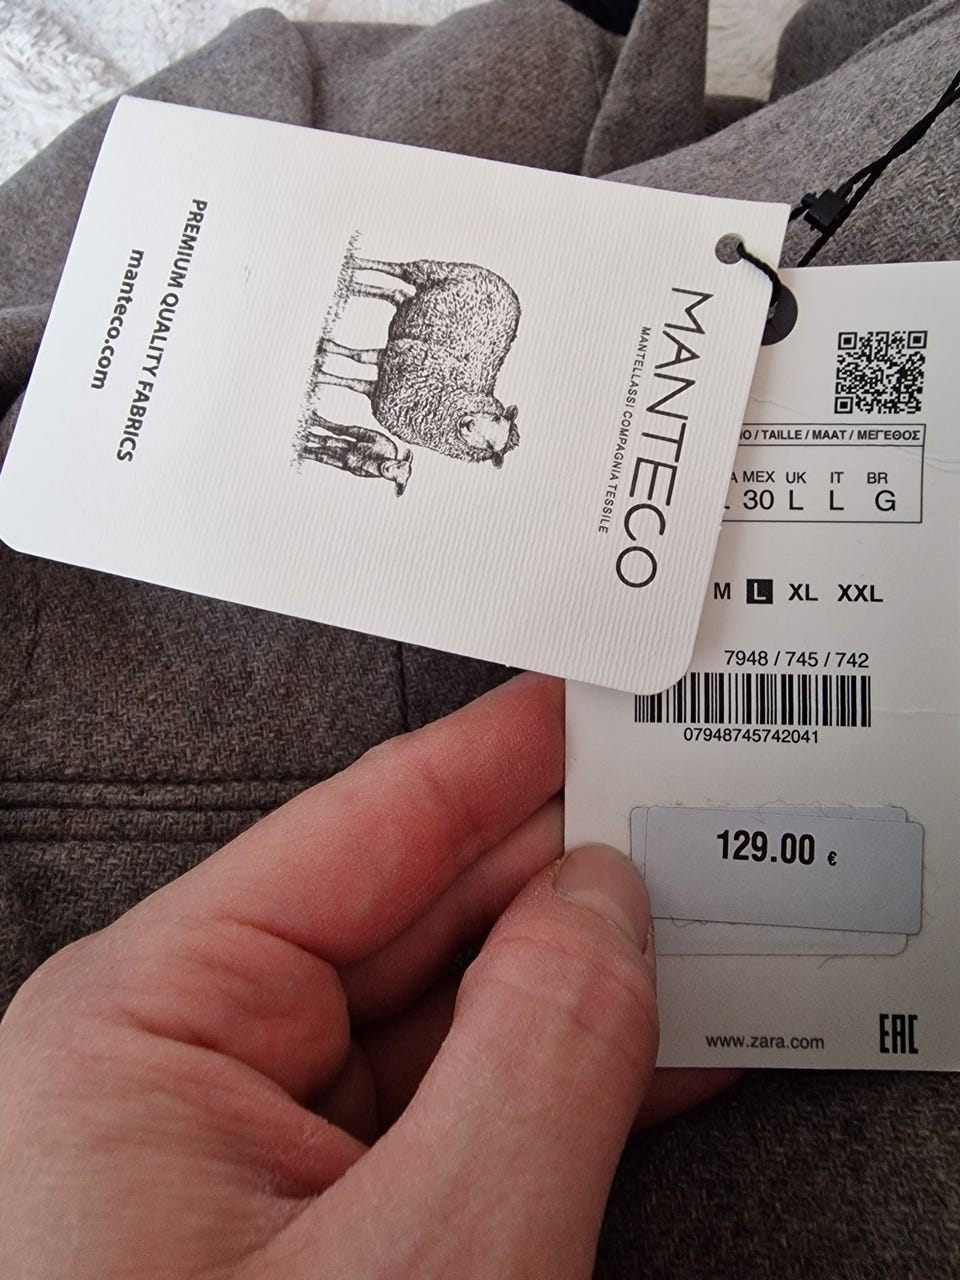 MANTECO
MANTELLASSI COMPAGNIA TESSILE
PREMIUM QUALITY FABRICS
manteco.com
/ TAILLE / MAAT / ΜΕΓΕΘΟΣ
MEX UK IT BR
30 L L G
M L XL XXL
7948 / 745 / 742
07948745742041
129.00 €
www.zara.com
EAC